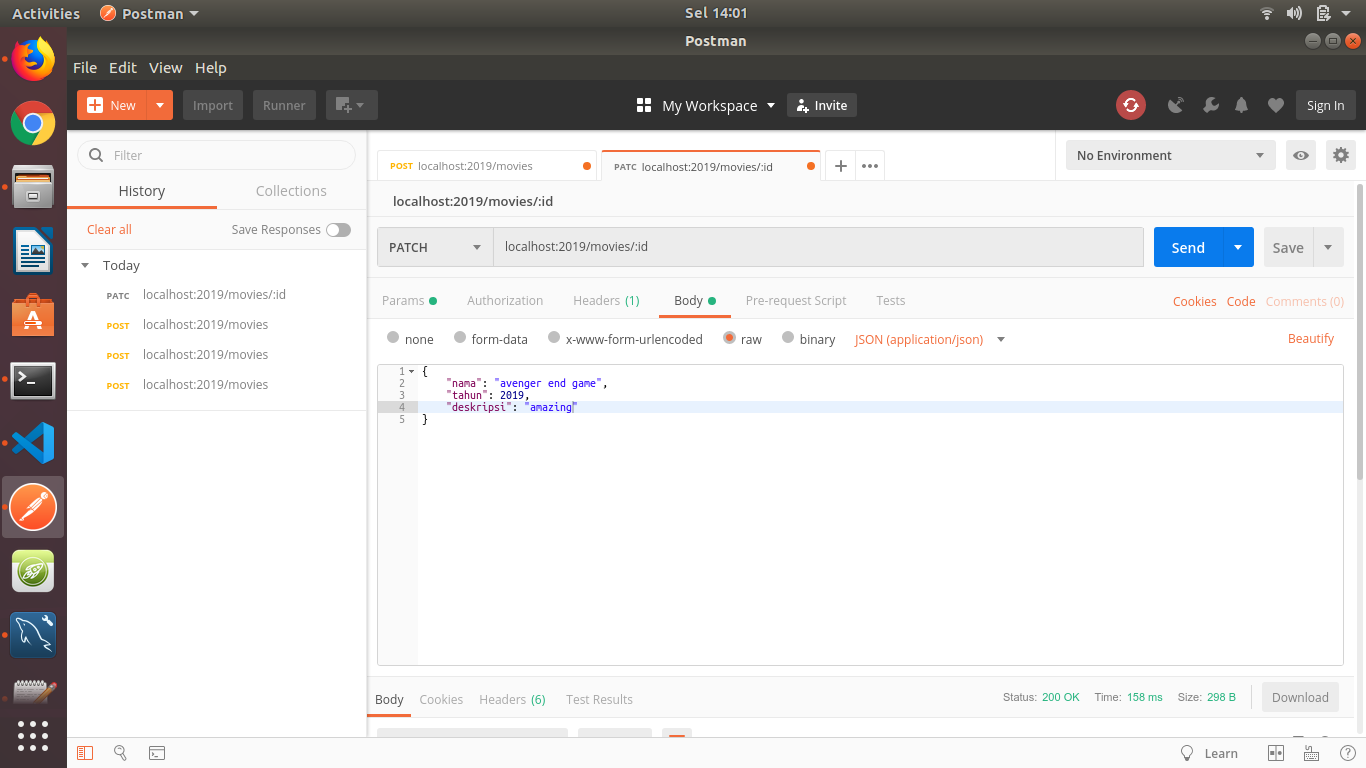 Activities Postman Sel 14:01
Postman
File Edit View Help
New Import Runner My Workspace Invite Sign In
Filter
History Collections
Clear all Save Responses
Today
PATC localhost:2019/movies/:id
POST localhost:2019/movies
POST localhost:2019/movies
POST localhost:2019/movies
POST localhost:2019/movies PATC localhost:2019/movies/:id No Environment
localhost:2019/movies/:id
PATCH localhost:2019/movies/:id Send Save
Params Authorization Headers (1) Body Pre-request Script Tests Cookies Code Comments (0)
none form-data x-www-form-urlencoded raw binary JSON (application/json) Beautify
1 {
2 "nama": "avenger end game",
3 "tahun": 2019,
4 "deskripsi": "amazing"
5 }
Body Cookies Headers (6) Test Results Status: 200 OK Time: 158 ms Size: 298 B Download
Learn